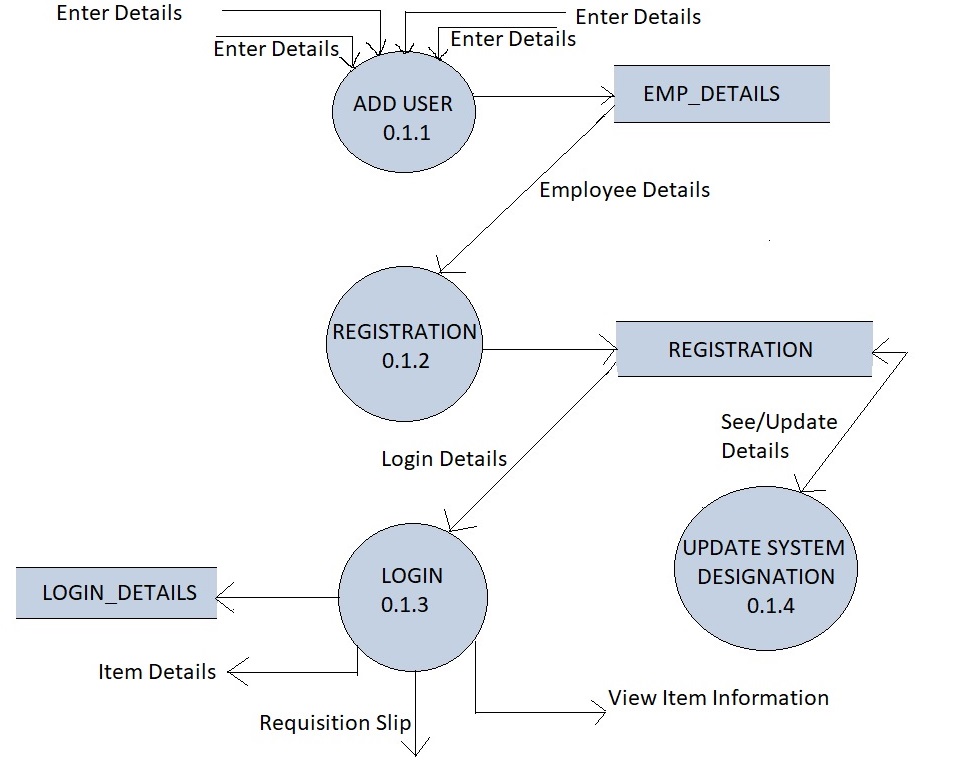 Enter Details
Enter Details
Enter Details
Enter Details
ADD USER
0.1.1
EMP_DETAILS
Employee Details
REGISTRATION
0.1.2
REGISTRATION
See/Update
Details
Login Details
UPDATE SYSTEM
DESIGNATION
0.1.4
LOGIN
0.1.3
LOGIN_DETAILS
Item Details
Requisition Slip
View Item Information